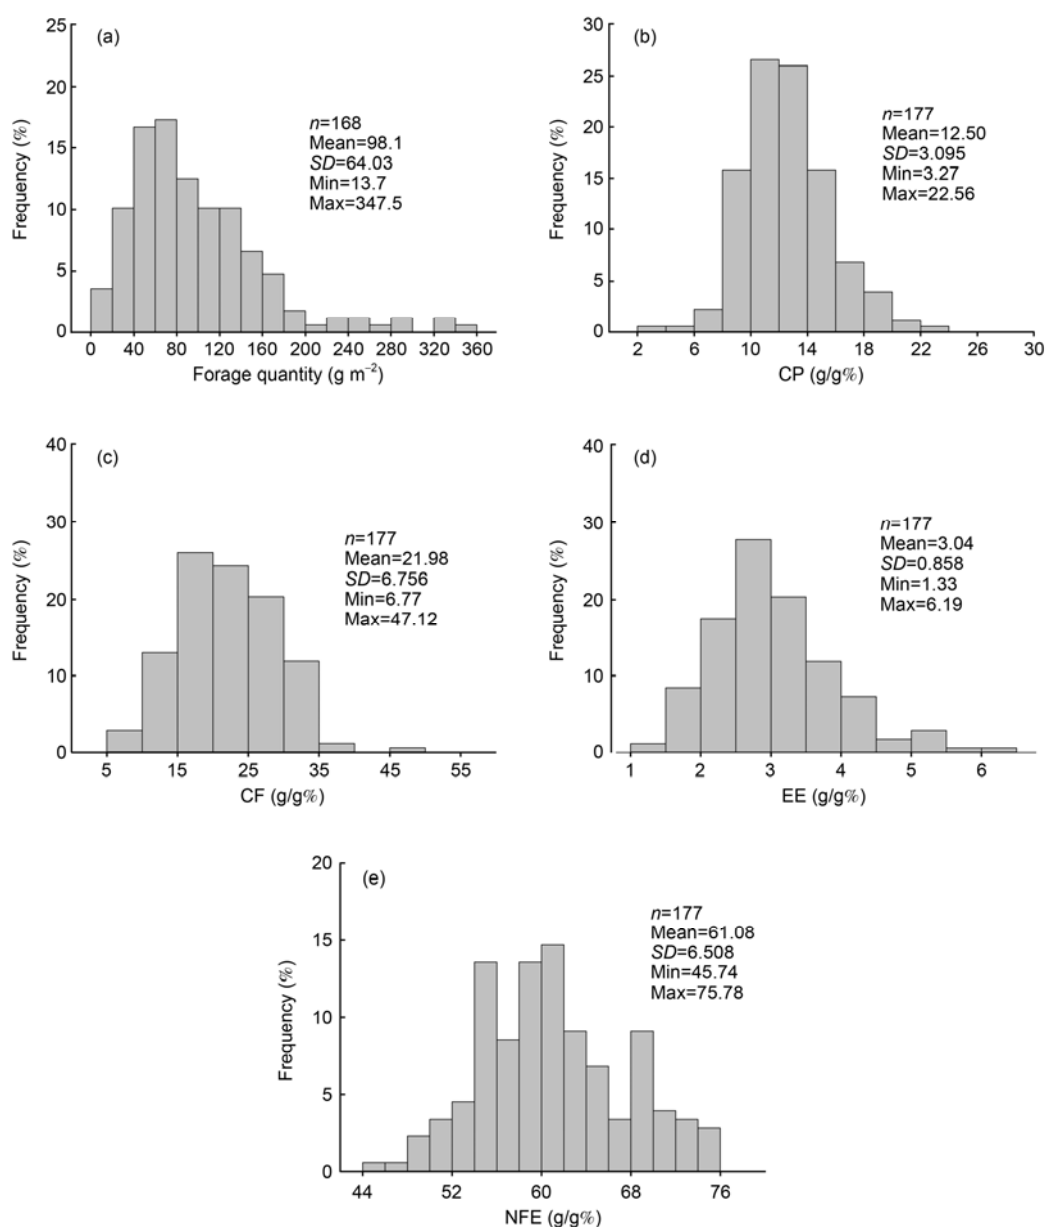 (a)
25
20
15
10
5
0
Frequency (%)
n=168
Mean=98.1
SD=64.03
Min=13.7
Max=347.5
0 40 80 120 160 200 240 280 320 360
Forage quantity (g m⁻²)
(b)
30
25
20
15
10
5
0
Frequency (%)
n=177
Mean=12.50
SD=3.095
Min=3.27
Max=22.56
2 6 10 14 18 22 26 30
CP (g/g%)
(c)
40
30
20
10
0
Frequency (%)
n=177
Mean=21.98
SD=6.756
Min=6.77
Max=47.12
5 15 25 35 45 55
CF (g/g%)
(d)
40
30
20
10
0
Frequency (%)
n=177
Mean=3.04
SD=0.858
Min=1.33
Max=6.19
1 2 3 4 5 6
EE (g/g%)
(e)
20
15
10
5
0
Frequency (%)
n=177
Mean=61.08
SD=6.508
Min=45.74
Max=75.78
44 52 60 68 76
NFE (g/g%)